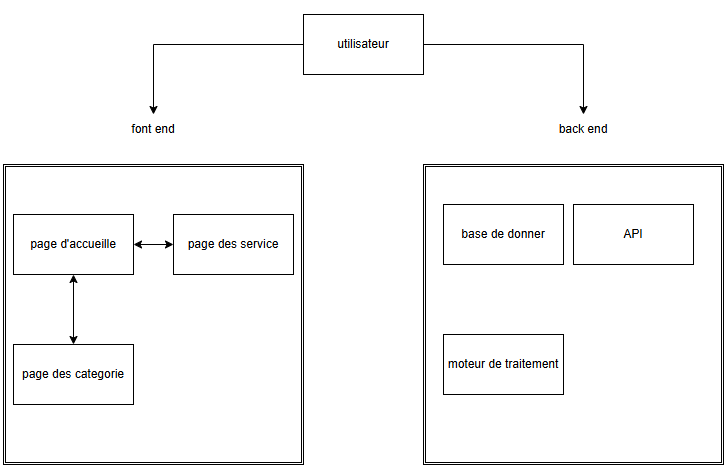 utilisateur
font end
back end
page d'accueille
page des service
base de donner
API
page des categorie
moteur de traitement